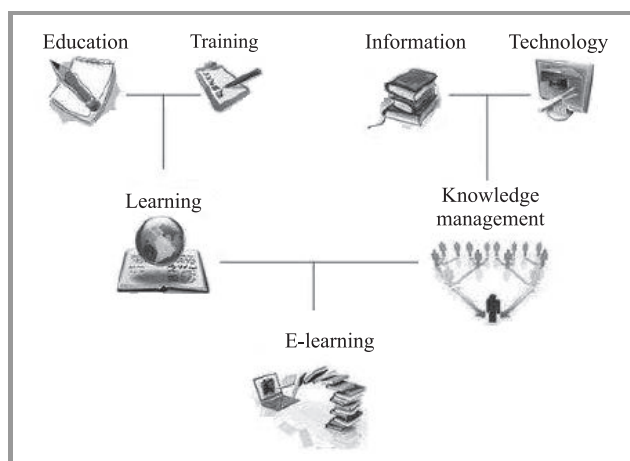 Education
Training
Information
Technology
Learning
Knowledge
management
E-learning